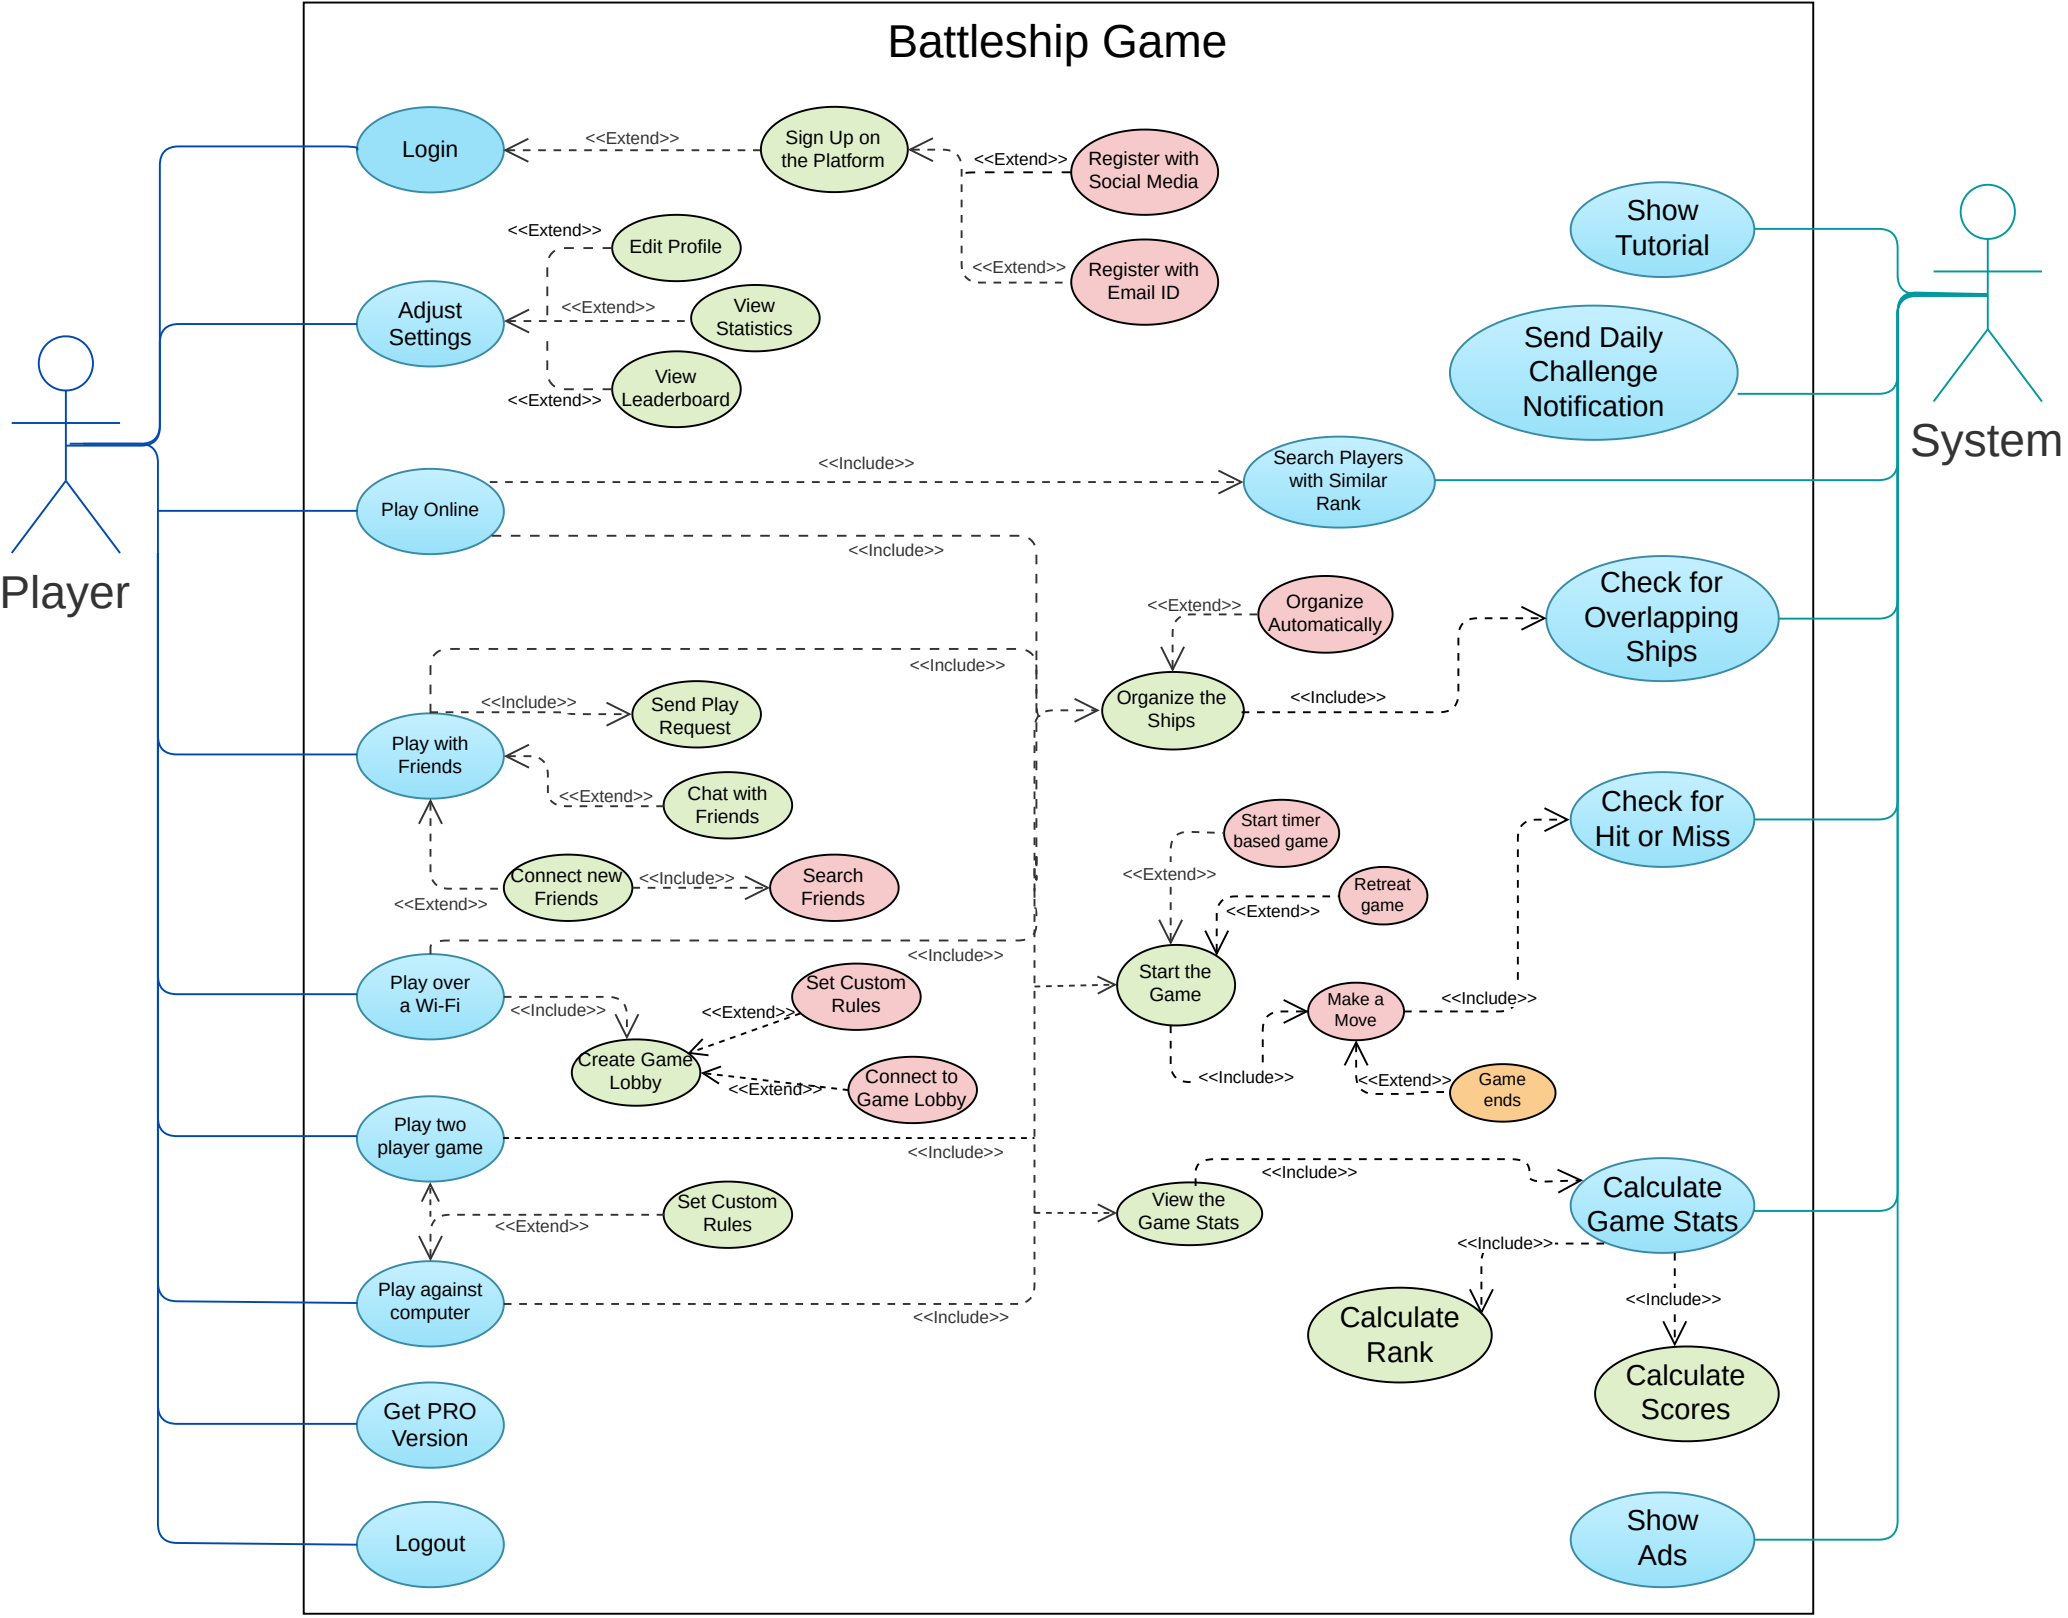 Battleship Game
Login
<<Extend>>
Sign Up on
the Platform
<<Extend>>
Register with
Social Media
<<Extend>>
Register with
Email ID
Show
Tutorial
<<Extend>>
Edit Profile
Adjust
Settings
<<Extend>>
View
Statistics
<<Extend>>
View
Leaderboard
Send Daily
Challenge
Notification
System
Player
Play Online
<<Include>>
Search Players
with Similar
Rank
<<Include>>
<<Extend>>
Organize
Automatically
Check for
Overlapping
Ships
<<Include>>
<<Include>>
Send Play
Request
Organize the
Ships
<<Include>>
Play with
Friends
<<Extend>>
Chat with
Friends
Start timer
based game
Check for
Hit or Miss
<<Extend>>
Connect new
Friends
<<Include>>
Search
Friends
<<Extend>>
Retreat
game
<<Extend>>
<<Include>>
Play over
a Wi-Fi
<<Include>>
Set Custom
Rules
<<Extend>>
Start the
Game
Make a
Move
<<Include>>
Create Game
Lobby
<<Extend>>
Connect to
Game Lobby
<<Include>>
<<Extend>>
Game
ends
Play two
player game
<<Include>>
<<Include>>
Set Custom
Rules
<<Extend>>
View the
Game Stats
Calculate
Game Stats
<<Include>>
<<Include>>
Play against
computer
<<Include>>
Calculate
Rank
Calculate
Scores
Get PRO
Version
Logout
Show
Ads